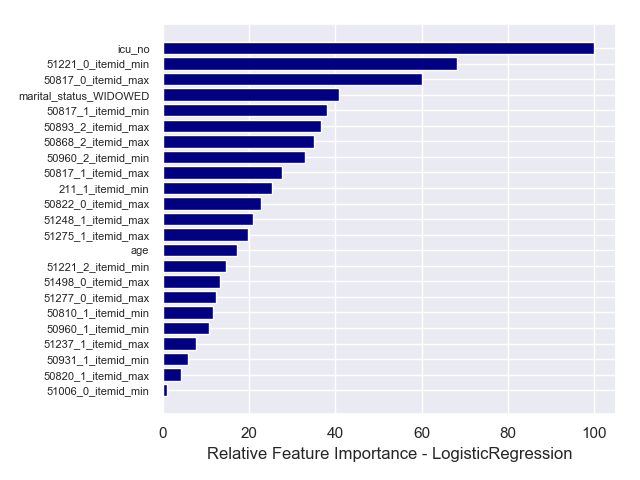 icu_no
51221_0_itemid_min
50817_0_itemid_max
marital_status_WIDOWED
50817_1_itemid_min
50893_2_itemid_max
50868_2_itemid_max
50960_2_itemid_min
50817_1_itemid_max
211_1_itemid_min
50822_0_itemid_max
51248_1_itemid_max
51275_1_itemid_max
age
51221_2_itemid_min
51498_0_itemid_max
51277_0_itemid_max
50810_1_itemid_min
50960_1_itemid_min
51237_1_itemid_max
50931_1_itemid_min
50820_1_itemid_max
51006_0_itemid_min
0 20 40 60 80 100
Relative Feature Importance - LogisticRegression